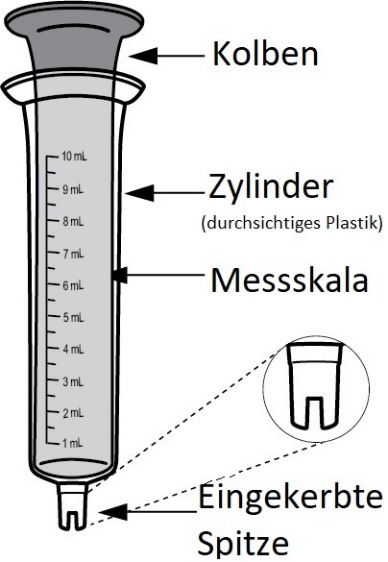 Kolben
10 mL
9 mL
Zylinder
(durchsichtiges Plastik)
8 mL
7 mL
Messskala
6 mL
5 mL
4 mL
3 mL
2 mL
1 mL
Eingekerbte
Spitze